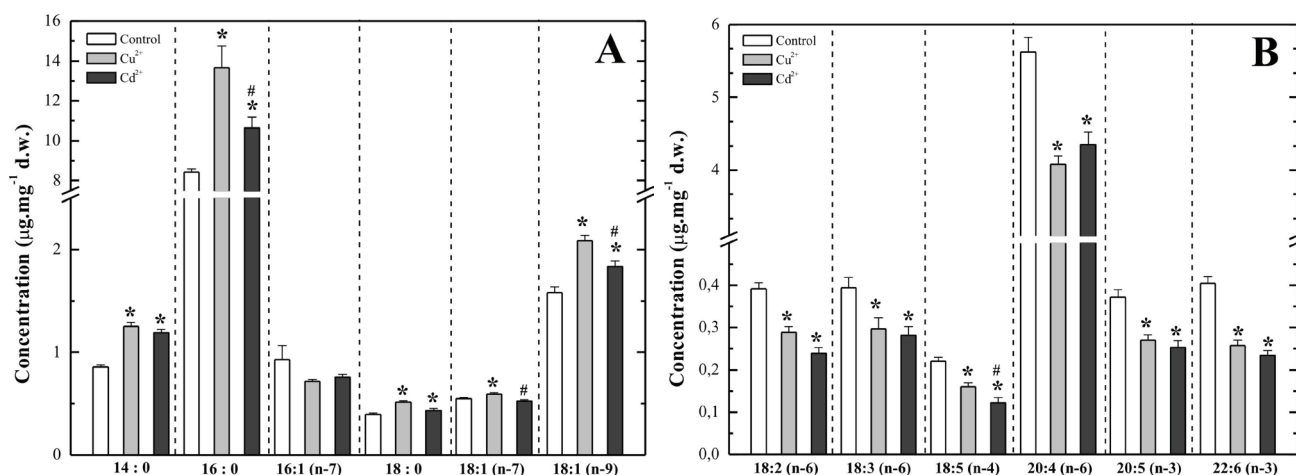 16
14
12
10
8
2
1
0
Concentration (µg.mg⁻¹ d.w.)
Control
Cu²⁺
Cd²⁺
A
*
#
*
*
*
*
*
*
#
*
#
*
14 : 0
16 : 0
16:1 (n-7)
18 : 0
18:1 (n-7)
18:1 (n-9)
6
5
4
0,4
0,3
0,2
0,1
0,0
Concentration (µg.mg⁻¹ d.w.)
Control
Cu²⁺
Cd²⁺
B
*
*
*
*
*
#
*
*
*
*
*
*
*
18:2 (n-6)
18:3 (n-6)
18:5 (n-4)
20:4 (n-6)
20:5 (n-3)
22:6 (n-3)